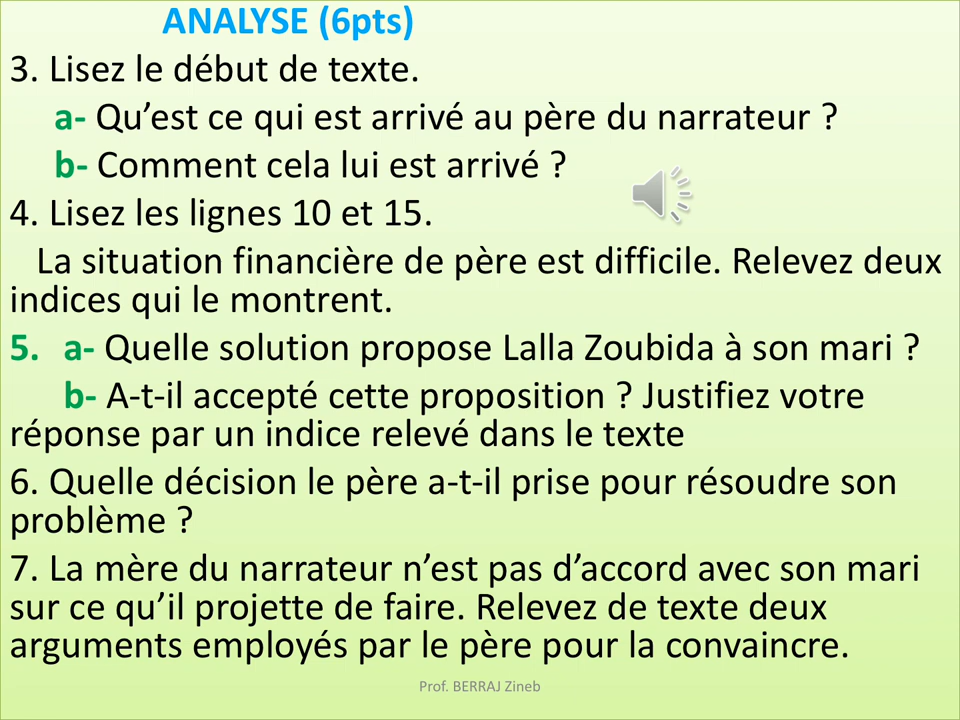 ANALYSE (6pts)
3. Lisez le début de texte.
a- Qu’est ce qui est arrivé au père du narrateur ?
b- Comment cela lui est arrivé ?
4. Lisez les lignes 10 et 15.
La situation financière de père est difficile. Relevez deux
indices qui le montrent.
5. a- Quelle solution propose Lalla Zoubida à son mari ?
b- A-t-il accepté cette proposition ? Justifiez votre
réponse par un indice relevé dans le texte
6. Quelle décision le père a-t-il prise pour résoudre son
problème ?
7. La mère du narrateur n’est pas d’accord avec son mari
sur ce qu’il projette de faire. Relevez de texte deux
arguments employés par le père pour la convaincre.
Prof. BERRAJ Zineb